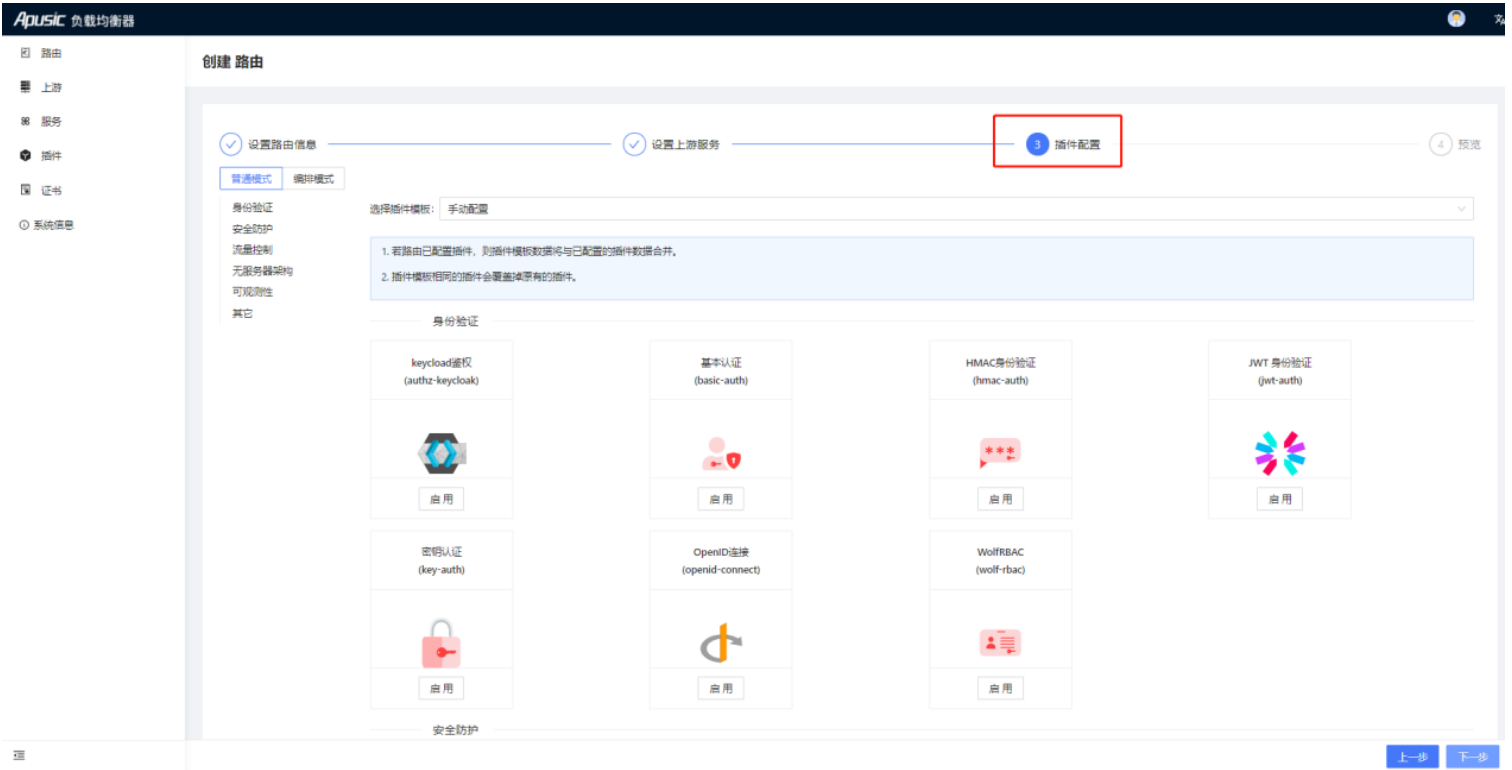 Apusic 负载均衡器
路由
上游
服务
插件
证书
系统信息
创建 路由
设置路由信息
设置上游服务
3 插件配置
4 预览
普通模式 编排模式
身份验证
安全防护
流量控制
无服务器架构
可观测性
其它
选择插件模板： 手动配置
1. 若路由已配置插件，则插件模板数据将与已配置的插件数据合并。
2. 插件模板相同的插件会覆盖掉原有的插件。
身份验证
keycload鉴权
(authz-keycloak)
启用
基本认证
(basic-auth)
启用
HMAC身份验证
(hmac-auth)
启用
JWT 身份验证
(jwt-auth)
启用
密钥认证
(key-auth)
启用
OpenID连接
(openid-connect)
启用
WolfRBAC
(wolf-rbac)
启用
安全防护
上一步 下一步